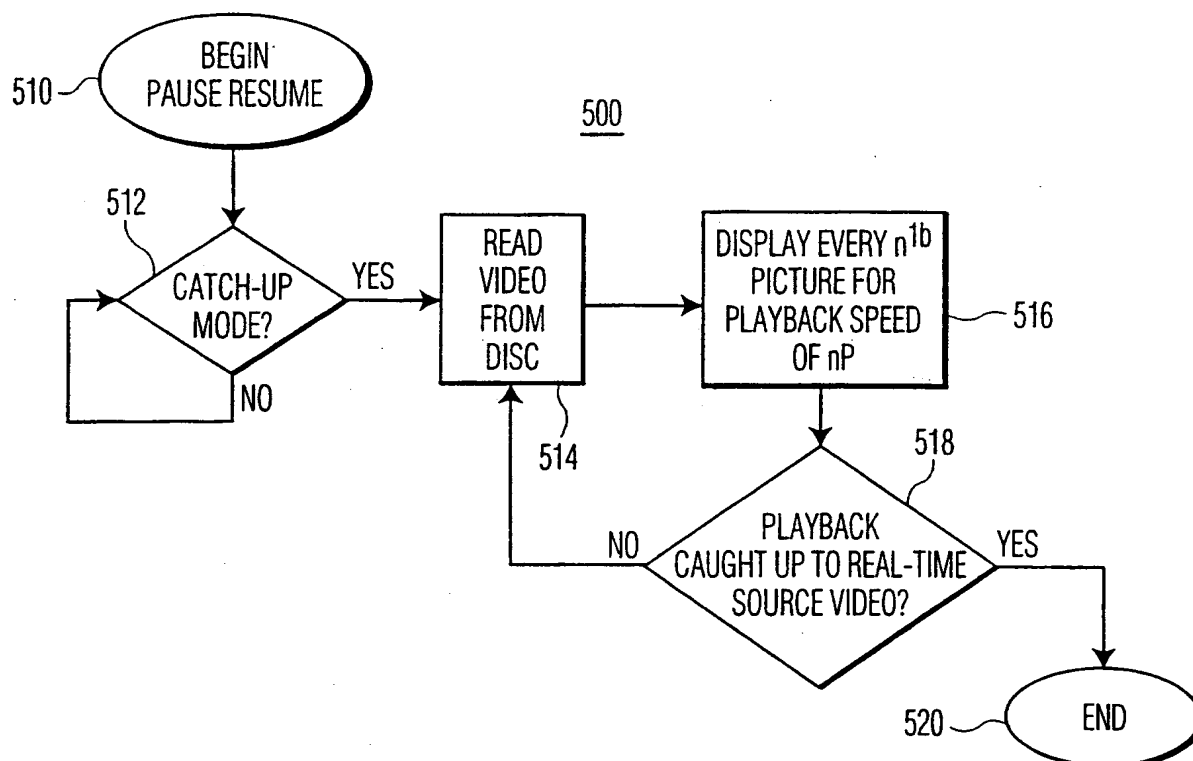 BEGIN
PAUSE RESUME
510
500
512
CATCH-UP
MODE?
YES
NO
READ
VIDEO
FROM
DISC
514
DISPLAY EVERY n1b
PICTURE FOR
PLAYBACK SPEED
OF nP
516
518
PLAYBACK
CAUGHT UP TO REAL-TIME
SOURCE VIDEO?
NO
YES
520
END